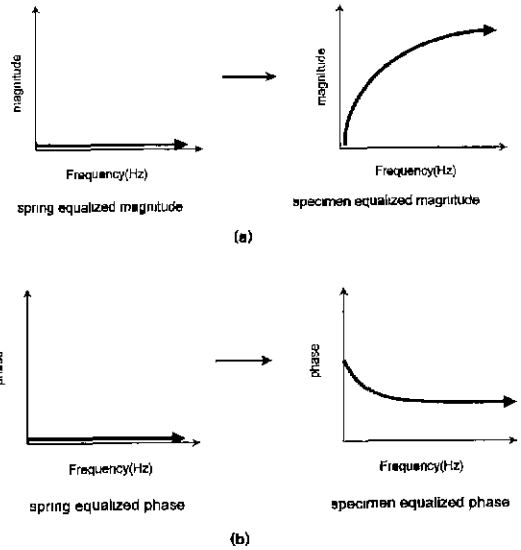 magnitude
magnitude
Frequency(Hz)
Frequency(Hz)
spring equalized magnitude
specimen equalized magnitude
(a)
phase
phase
Frequency(Hz)
Frequency(Hz)
spring equalized phase
specimen equalized phase
(b)